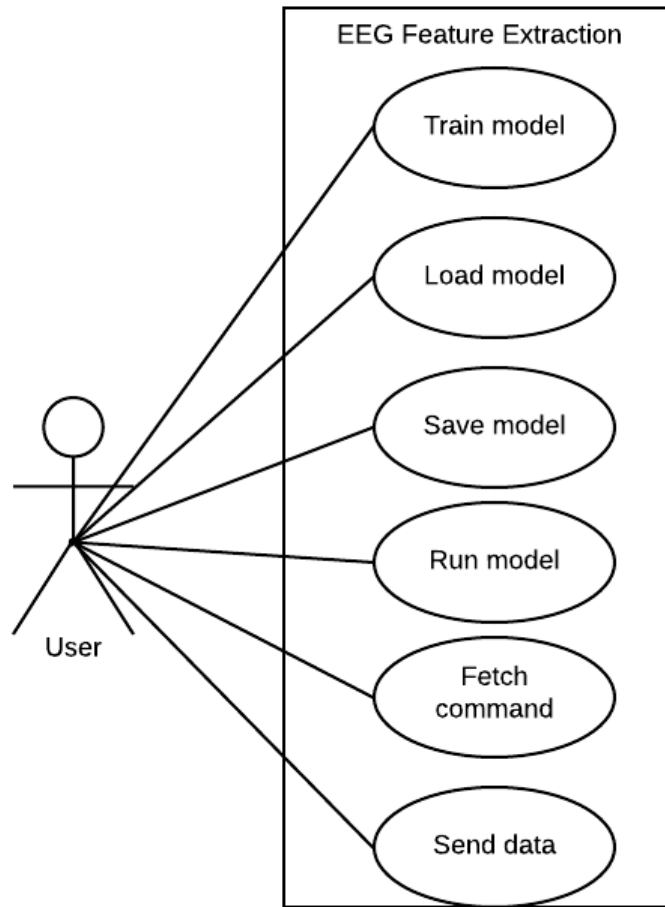 EEG Feature Extraction
Train model
Load model
Save model
Run model
User
Fetch
command
Send data